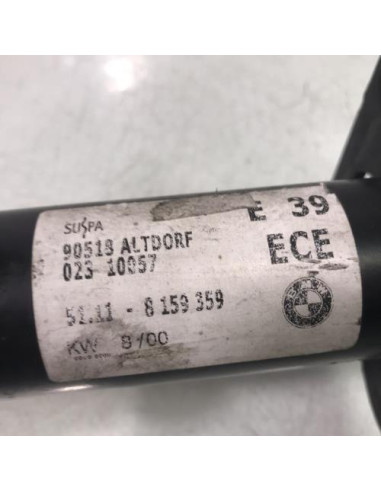 SUSPA
E 39
90518 ALTDORF
ECE
023 10057
51.11 - 8 159 359
KW 8/00